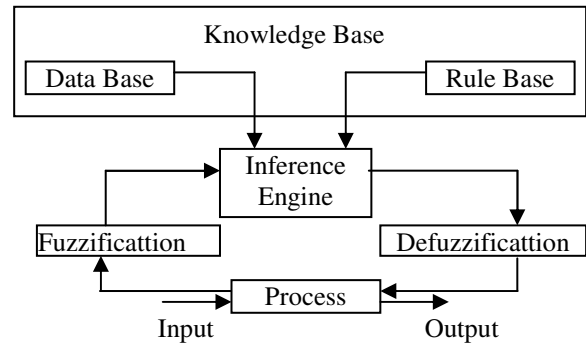 Knowledge Base
Data Base
Rule Base
Inference
Engine
Fuzzificattion
Defuzzificattion
Process
Input
Output